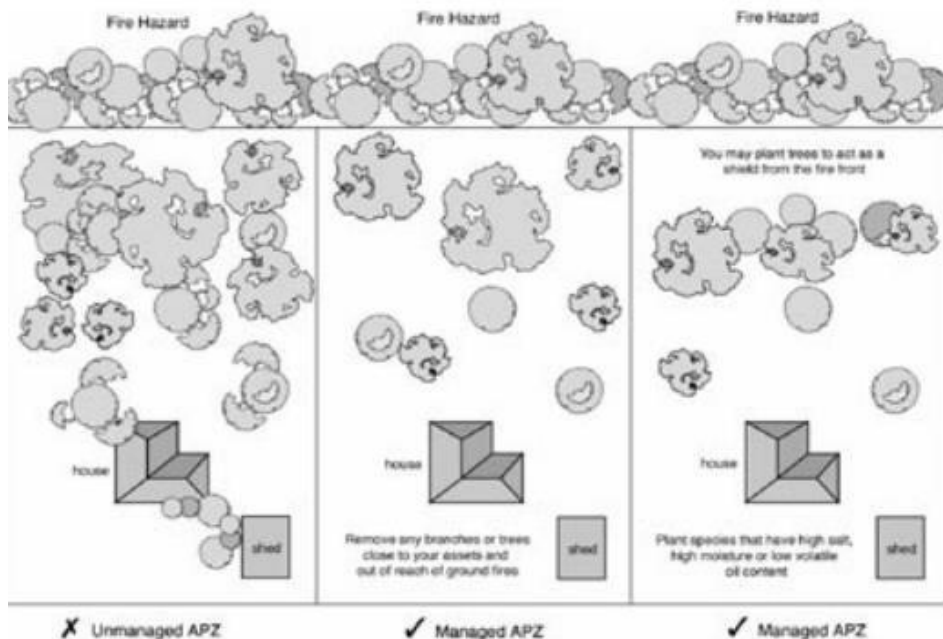 Fire Hazard
Fire Hazard
Fire Hazard
You may plant trees to act as a
shield from the fire front
house
house
house
shed
Remove any branches or trees
close to your assets and
out of reach of ground fires
shed
Plant species that have high salt,
high moisture or low volatile
oil content
shed
✗ Unmanaged APZ
✓ Managed APZ
✓ Managed APZ